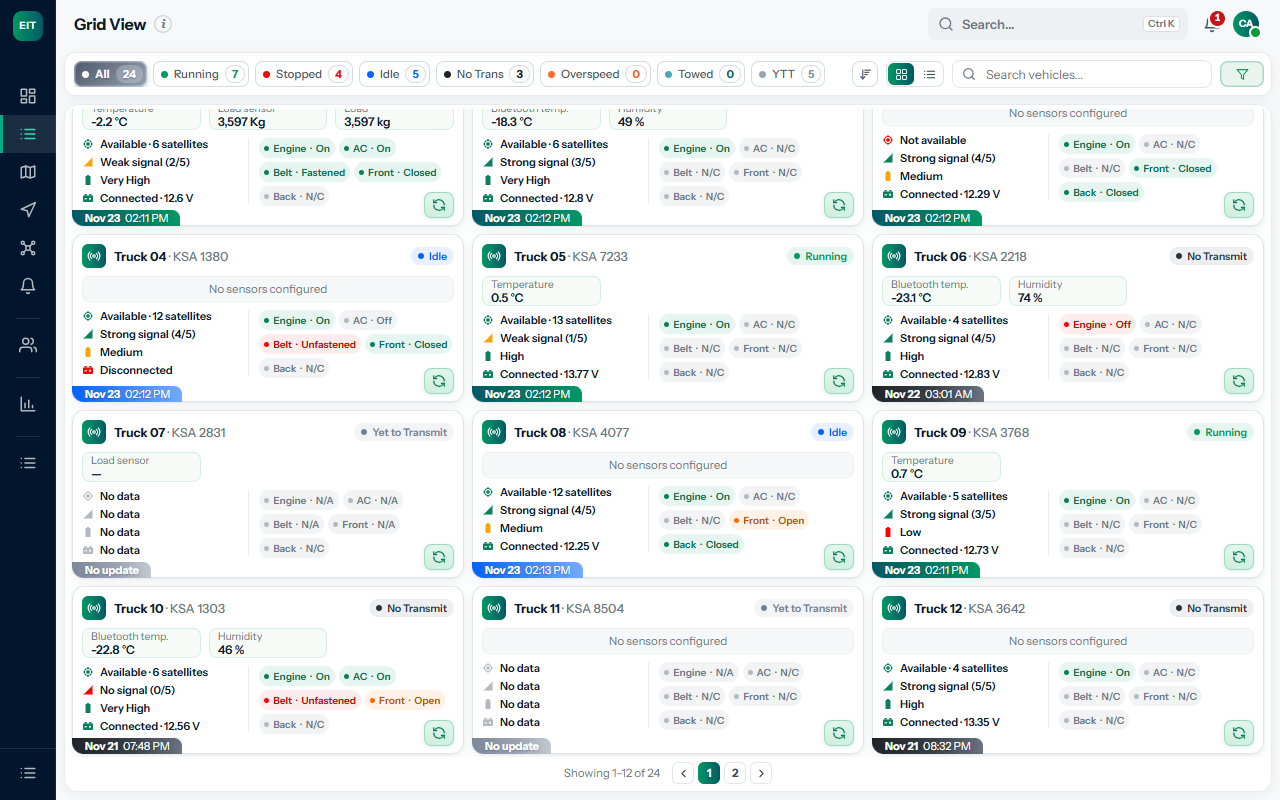 EIT
Grid View
Search...
Ctrl K
1
CA
All 24
Running 7
Stopped 4
Idle 5
No Trans 3
Overspeed 0
Towed 0
YTT 5
Search vehicles...
Temperature
-2.2 °C
Load sensor
3,597 Kg
Load
3,597 kg
Available · 6 satellites
Weak signal (2/5)
Very High
Connected · 12.6 V
Engine · On
AC · On
Belt · Fastened
Front · Closed
Back · N/C
Nov 23 02:11 PM
Bluetooth temp.
-18.3 °C
Humidity
49 %
Available · 6 satellites
Strong signal (3/5)
Very High
Connected · 12.8 V
Engine · On
AC · N/C
Belt · N/C
Front · N/C
Back · N/C
Nov 23 02:12 PM
No sensors configured
Not available
Strong signal (4/5)
Medium
Connected · 12.29 V
Engine · On
AC · N/C
Belt · N/C
Front · Closed
Back · Closed
Nov 23 02:12 PM
Truck 04 · KSA 1380
Idle
No sensors configured
Available · 12 satellites
Strong signal (4/5)
Medium
Disconnected
Engine · On
AC · Off
Belt · Unfastened
Front · Closed
Back · N/C
Nov 23 02:12 PM
Truck 05 · KSA 7233
Running
Temperature
0.5 °C
Available · 13 satellites
Weak signal (1/5)
High
Connected · 13.77 V
Engine · On
AC · N/C
Belt · N/C
Front · N/C
Back · N/C
Nov 23 02:12 PM
Truck 06 · KSA 2218
No Transmit
Bluetooth temp.
-23.1 °C
Humidity
74 %
Available · 4 satellites
Strong signal (4/5)
High
Connected · 12.83 V
Engine · Off
AC · N/C
Belt · N/C
Front · N/C
Back · N/C
Nov 22 03:01 AM
Truck 07 · KSA 2831
Yet to Transmit
Load sensor
—
No data
No data
No data
No data
Engine · N/A
AC · N/A
Belt · N/A
Front · N/A
Back · N/C
No update
Truck 08 · KSA 4077
Idle
No sensors configured
Available · 12 satellites
Strong signal (4/5)
Medium
Connected · 12.25 V
Engine · On
AC · N/C
Belt · N/C
Front · Open
Back · Closed
Nov 23 02:13 PM
Truck 09 · KSA 3768
Running
Temperature
0.7 °C
Available · 5 satellites
Strong signal (3/5)
Low
Connected · 12.73 V
Engine · On
AC · N/C
Belt · N/C
Front · N/C
Back · N/C
Nov 23 02:11 PM
Truck 10 · KSA 1303
No Transmit
Bluetooth temp.
-22.8 °C
Humidity
46 %
Available · 6 satellites
No signal (0/5)
Very High
Connected · 12.56 V
Engine · On
AC · On
Belt · Unfastened
Front · Open
Back · N/C
Nov 21 07:48 PM
Truck 11 · KSA 8504
Yet to Transmit
No sensors configured
No data
No data
No data
No data
Engine · N/A
AC · N/C
Belt · N/C
Front · N/C
Back · N/C
No update
Truck 12 · KSA 3642
No Transmit
No sensors configured
Available · 4 satellites
Strong signal (5/5)
High
Connected · 13.35 V
Engine · On
AC · N/C
Belt · N/C
Front · N/C
Back · N/C
Nov 21 08:32 PM
Showing 1–12 of 24
1
2